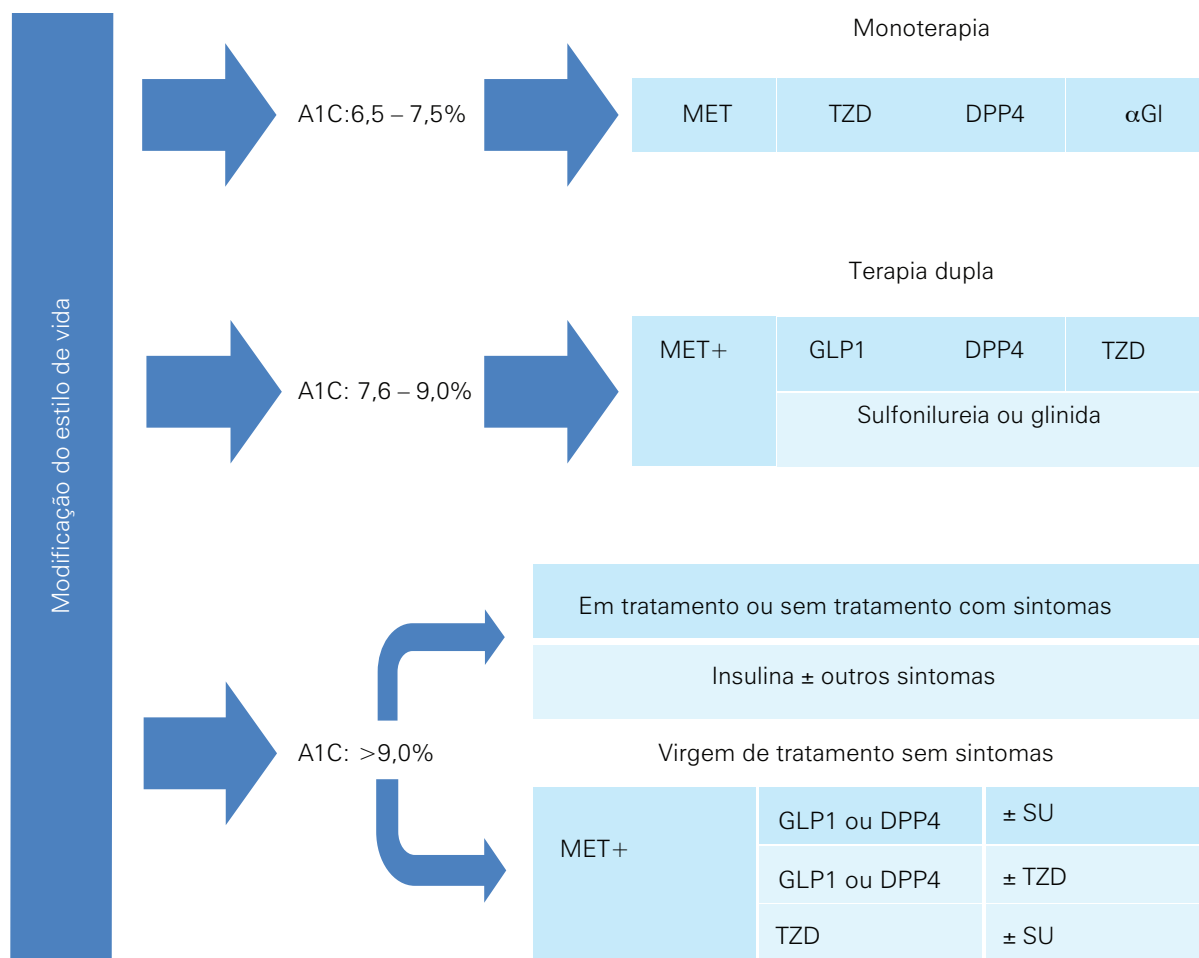 Modificação do estilo de vida
Monoterapia
A1C:6,5 – 7,5%
MET TZD DPP4 αGI
Terapia dupla
MET+ GLP1 DPP4 TZD
A1C: 7,6 – 9,0%
Sulfonilureia ou glinida
Em tratamento ou sem tratamento com sintomas
Insulina ± outros sintomas
A1C: >9,0%
Virgem de tratamento sem sintomas
MET+
GLP1 ou DPP4 ± SU
GLP1 ou DPP4 ± TZD
TZD ± SU